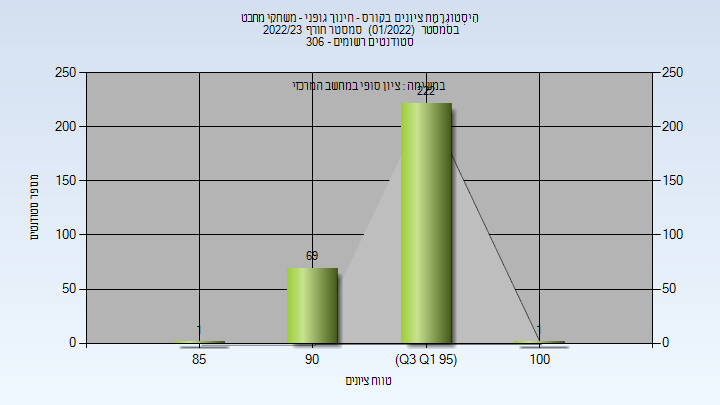 היסטוגרמת ציונים בקורס - חינוך גופני - משחקי מחבט
בסמסטר (01/2022) סמסטר חורף 2022/23
סטודנטים רשומים - 306
במשימה : ציון סופי במחשב המרכזי
250 250
222
200 200
150 150
100 100
69
50 50
1 1
0 0
85 90 (Q3 Q1 95) 100
מספר סטודנטים
טווח ציונים